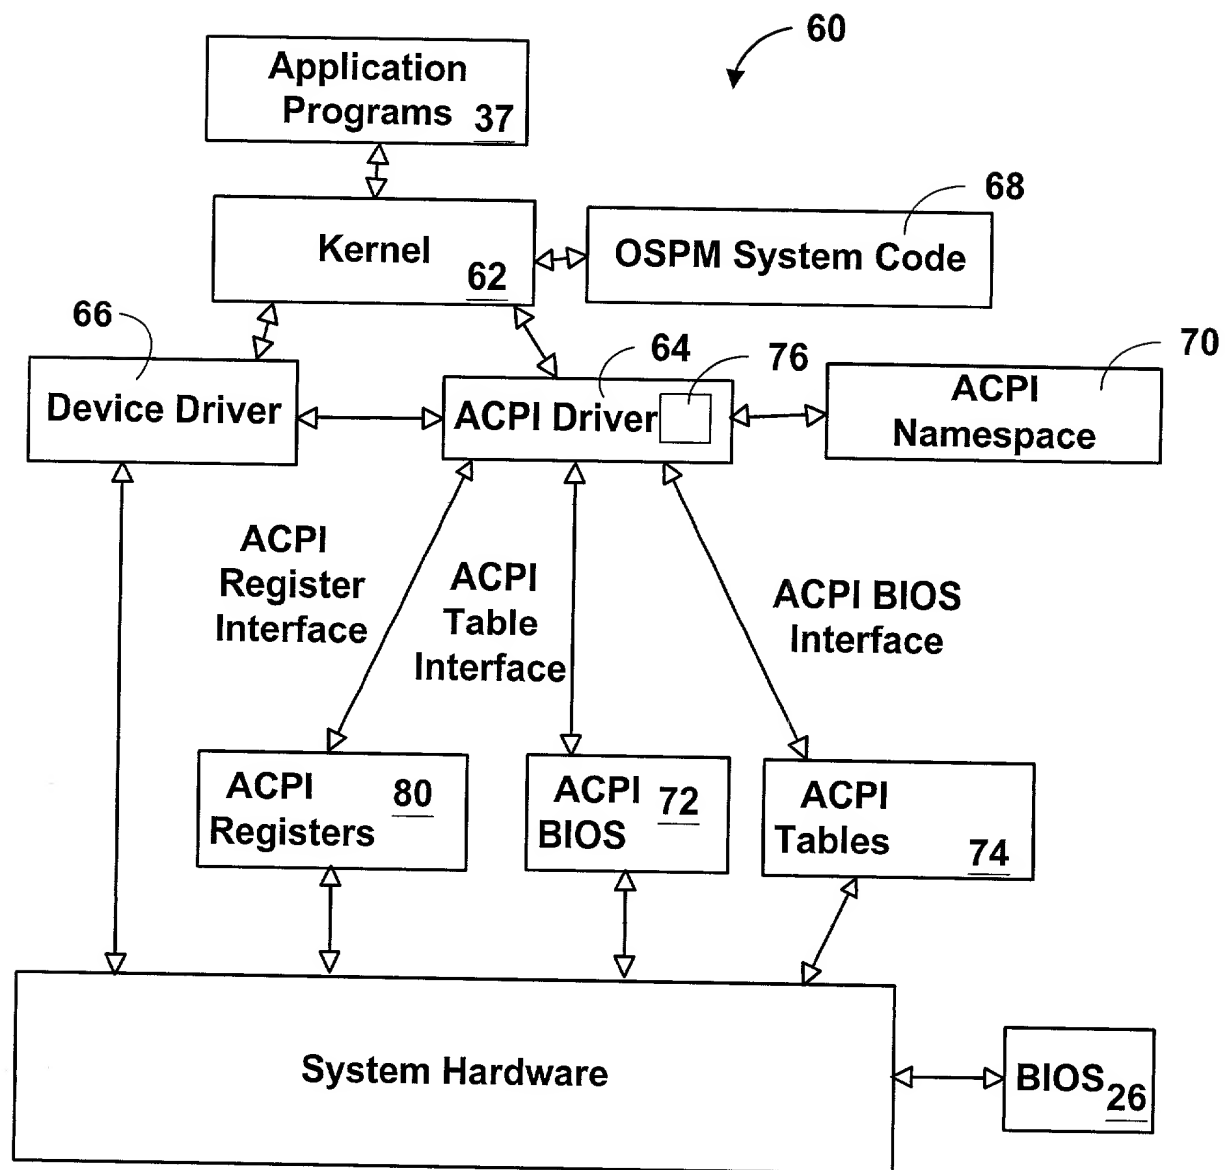 60
Application
Programs 37
68
Kernel
62
OSPM System Code
66
64
76
70
Device Driver
ACPI Driver
ACPI
Namespace
ACPI
Register
Interface
ACPI
Table
Interface
ACPI BIOS
Interface
ACPI 80
Registers
ACPI 72
BIOS
ACPI
Tables 74
System Hardware
BIOS 26